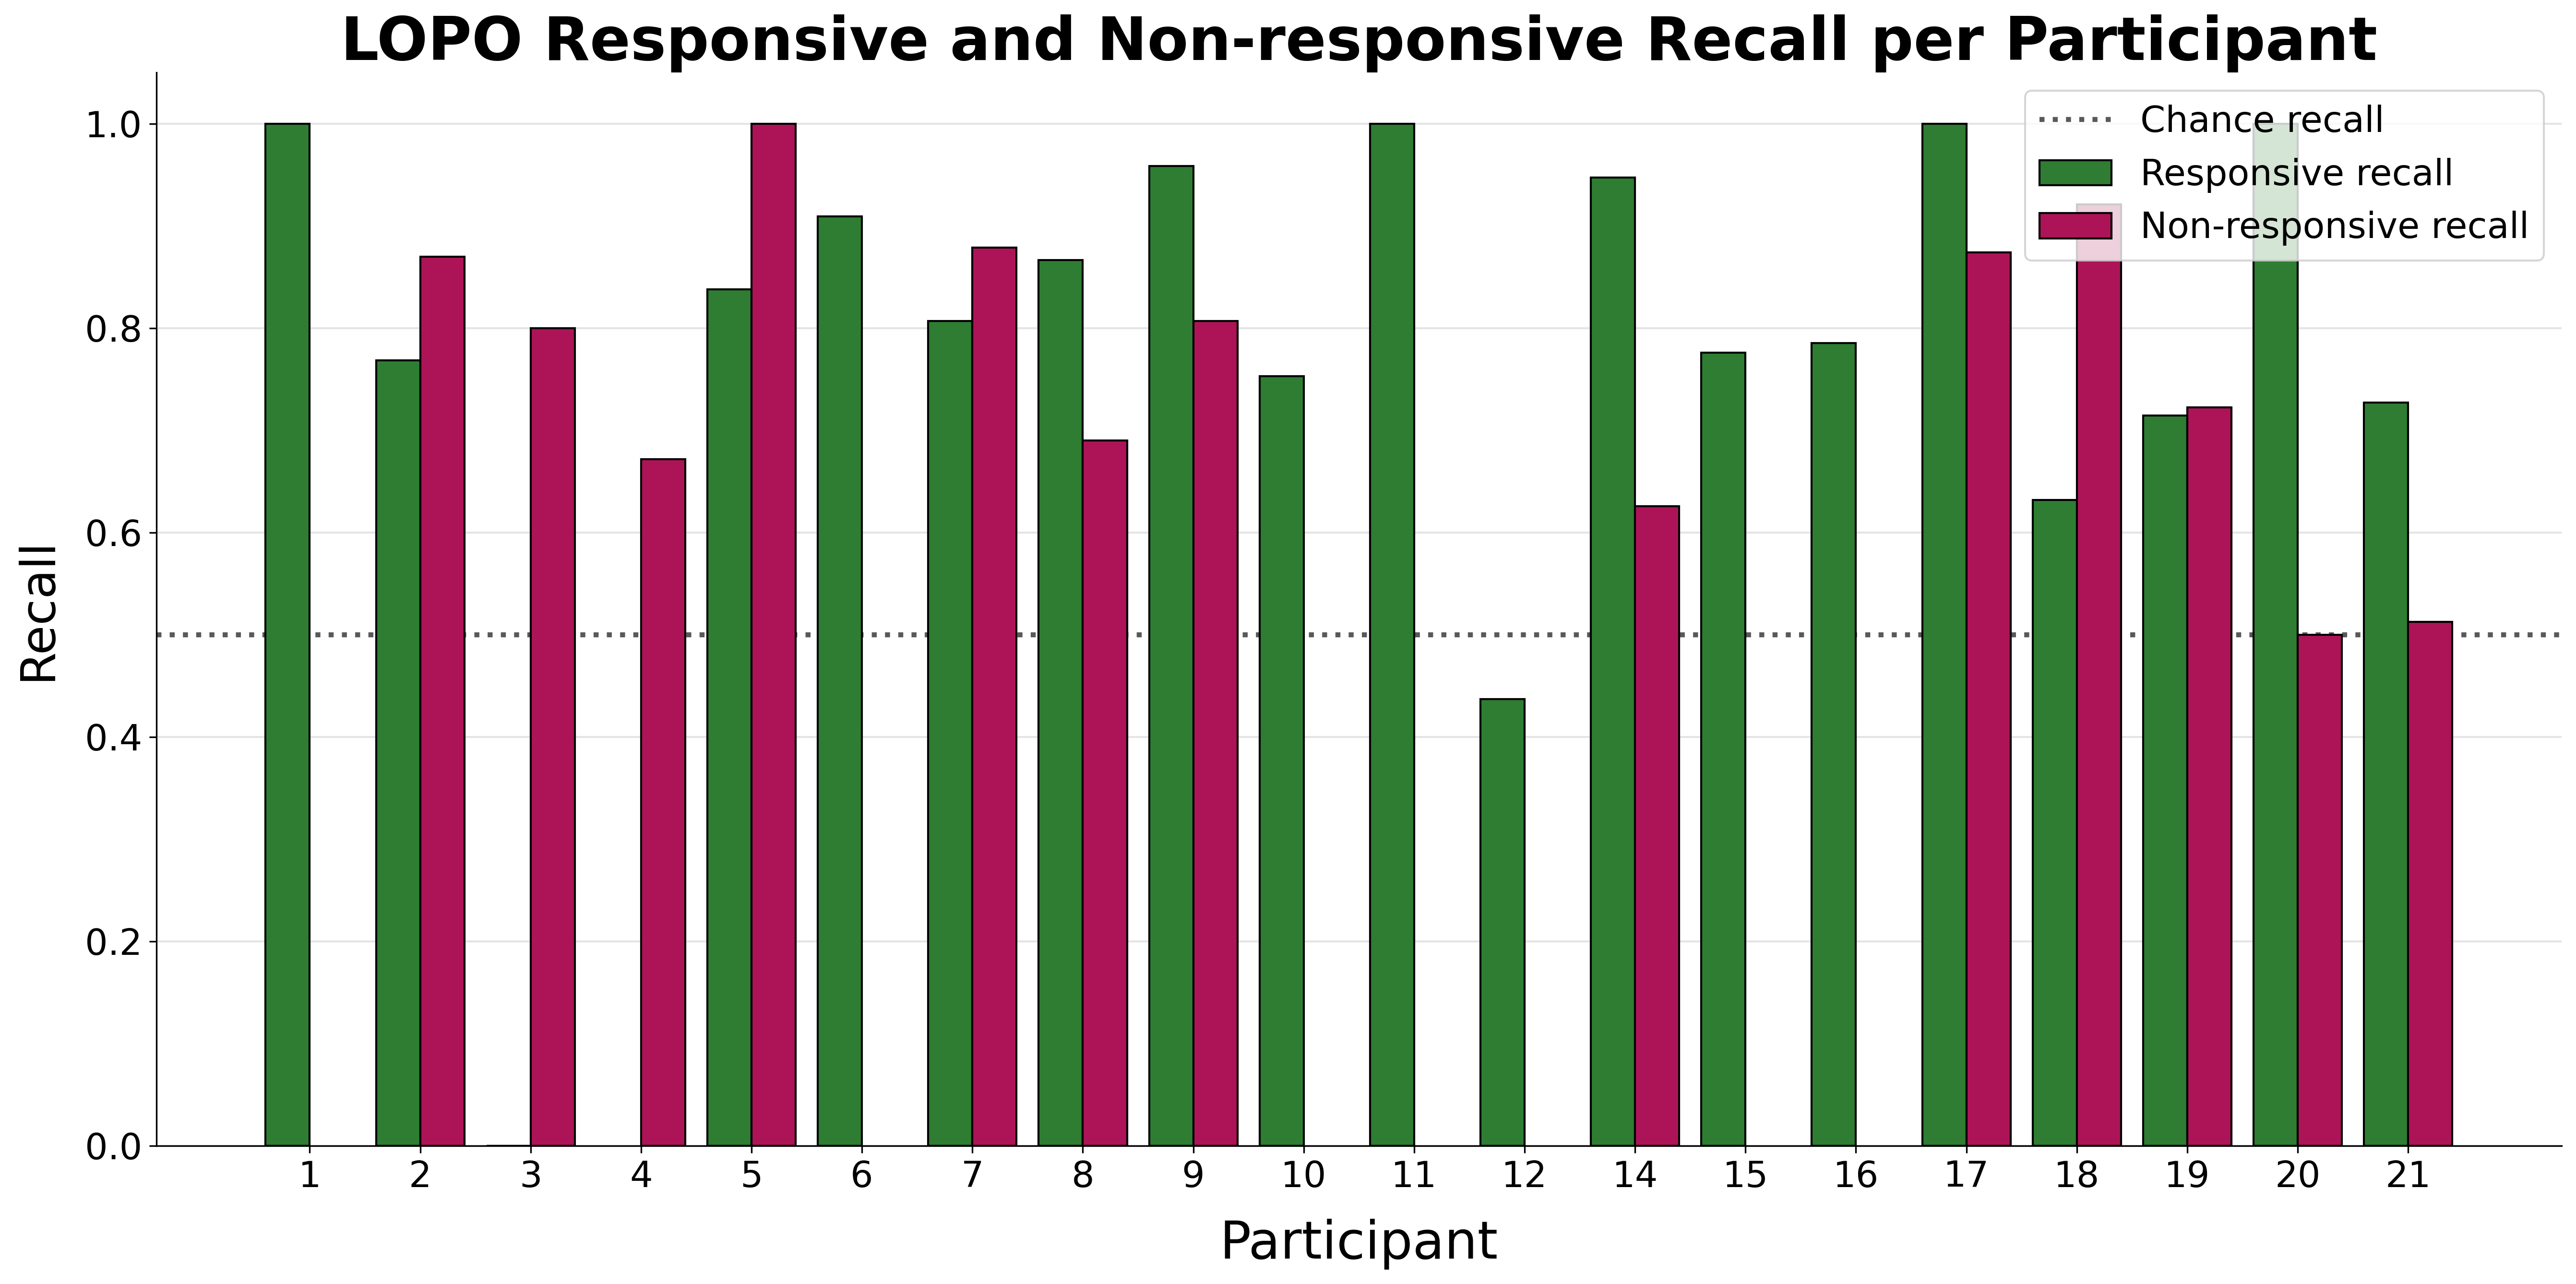 LOPO Responsive and Non-responsive Recall per Participant
Chance recall
Responsive recall
Non-responsive recall
1.0
0.8
0.6
0.4
0.2
0.0
Recall
1 2 3 4 5 6 7 8 9 10 11 12 14 15 16 17 18 19 20 21
Participant